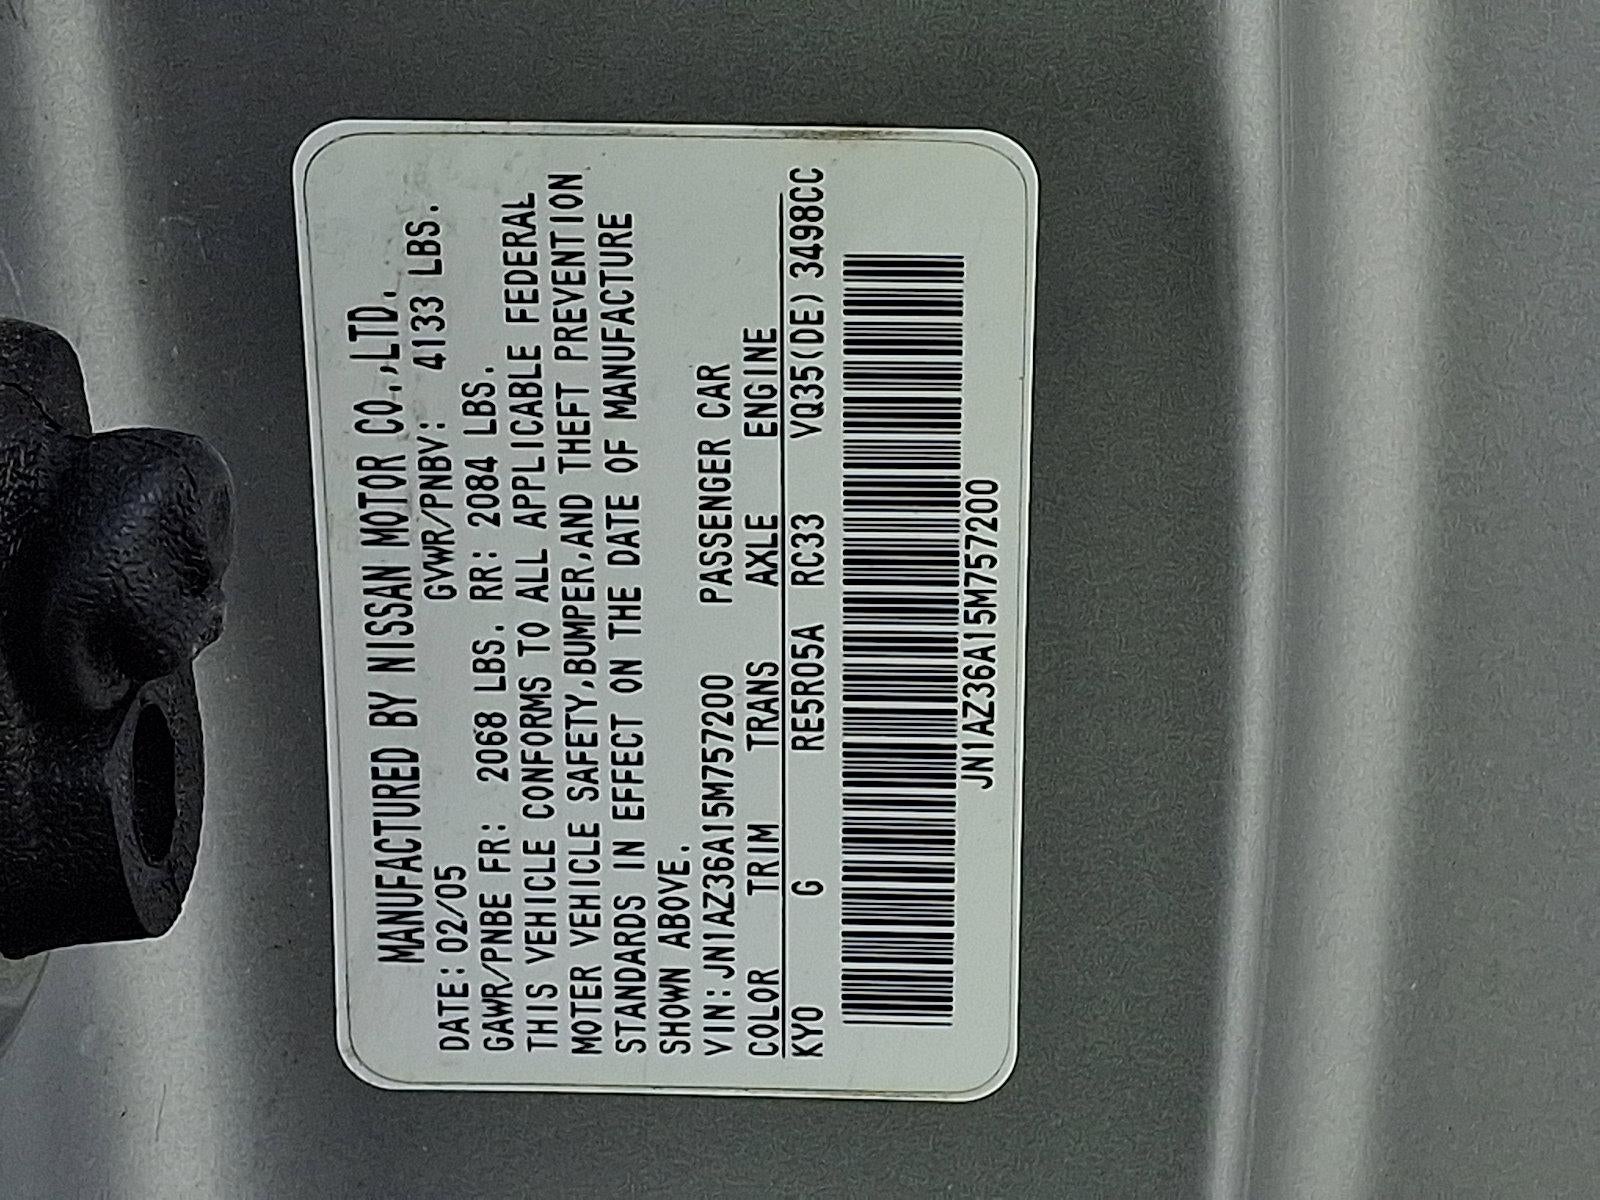 MANUFACTURED BY NISSAN MOTOR CO.,LTD.
DATE:02/05 GVWR/PNBV: 4133 LBS.
GAWR/PNBE FR: 2068 LBS. RR: 2084 LBS.
THIS VEHICLE CONFORMS TO ALL APPLICABLE FEDERAL
MOTER VEHICLE SAFETY,BUMPER,AND THEFT PREVENTION
STANDARDS IN EFFECT ON THE DATE OF MANUFACTURE
SHOWN ABOVE.
VIN:JN1AZ36A15M757200 PASSENGER CAR
COLOR TRIM TRANS AXLE ENGINE
KY0 G RE5R05A RC33 VQ35(DE) 3498CC
JN1AZ36A15M757200